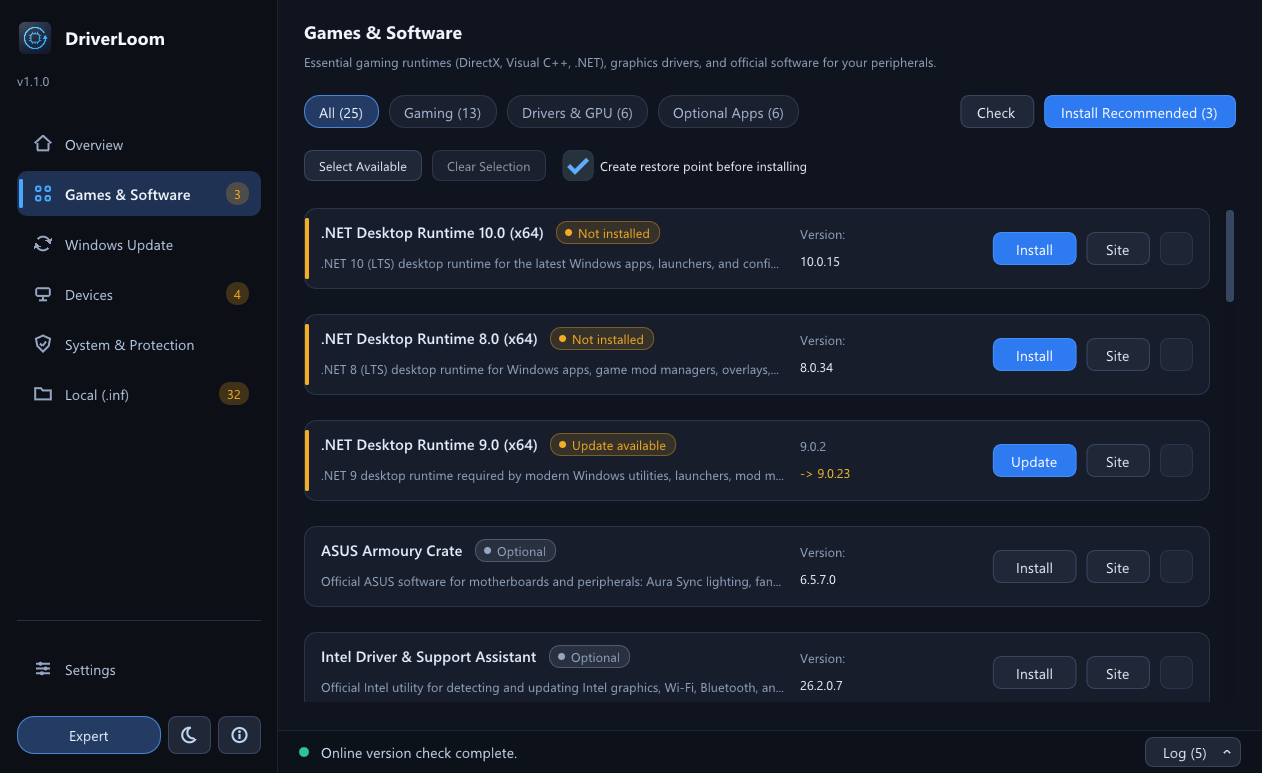 DriverLoom
v1.1.0
Overview
Games & Software 3
Windows Update
Devices 4
System & Protection
Local (.inf) 32
Settings
Expert
Games & Software
Essential gaming runtimes (DirectX, Visual C++, .NET), graphics drivers, and official software for your peripherals.
All (25) Gaming (13) Drivers & GPU (6) Optional Apps (6) Check Install Recommended (3)
Select Available Clear Selection Create restore point before installing
.NET Desktop Runtime 10.0 (x64) Not installed
.NET 10 (LTS) desktop runtime for the latest Windows apps, launchers, and confi...
Version:
10.0.15
Install Site
.NET Desktop Runtime 8.0 (x64) Not installed
.NET 8 (LTS) desktop runtime for Windows apps, game mod managers, overlays,...
Version:
8.0.34
Install Site
.NET Desktop Runtime 9.0 (x64) Update available
.NET 9 desktop runtime required by modern Windows utilities, launchers, mod m...
9.0.2
-> 9.0.23
Update Site
ASUS Armoury Crate Optional
Official ASUS software for motherboards and peripherals: Aura Sync lighting, fan...
Version:
6.5.7.0
Install Site
Intel Driver & Support Assistant Optional
Official Intel utility for detecting and updating Intel graphics, Wi-Fi, Bluetooth, an...
Version:
26.2.0.7
Install Site
Online version check complete.
Log (5)